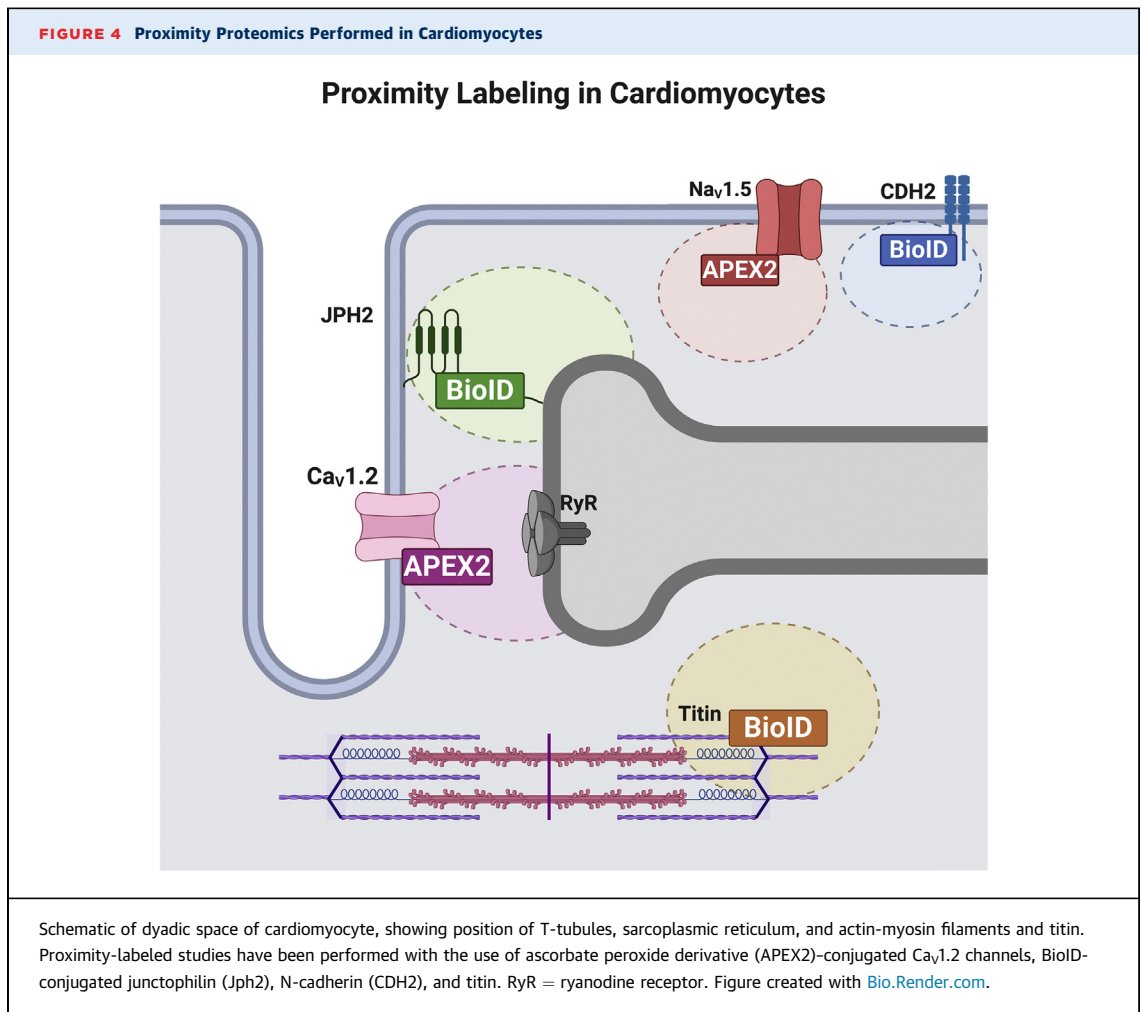 FIGURE 4 Proximity Proteomics Performed in Cardiomyocytes
Proximity Labeling in Cardiomyocytes
NaV1.5
CDH2
APEX2
BioID
JPH2
BioID
CaV1.2
RyR
APEX2
Titin
BioID
Schematic of dyadic space of cardiomyocyte, showing position of T-tubules, sarcoplasmic reticulum, and actin-myosin filaments and titin.
Proximity-labeled studies have been performed with the use of ascorbate peroxide derivative (APEX2)–conjugated CaV1.2 channels, BioID-
conjugated junctophilin (Jph2), N-cadherin (CDH2), and titin. RyR = ryanodine receptor. Figure created with Bio.Render.com.